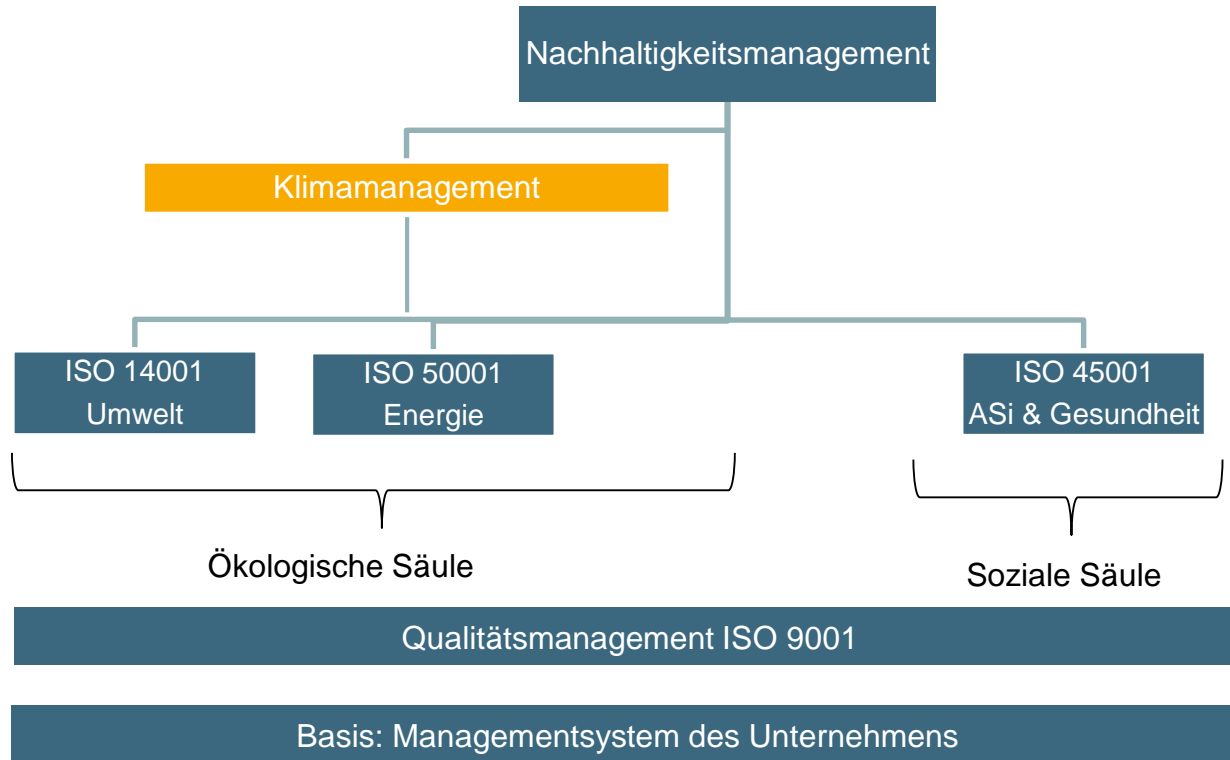 Nachhaltigkeitsmanagement
Klimamanagement
ISO 14001
Umwelt
ISO 50001
Energie
ISO 45001
ASi & Gesundheit
Ökologische Säule
Soziale Säule
Qualitätsmanagement ISO 9001
Basis: Managementsystem des Unternehmens